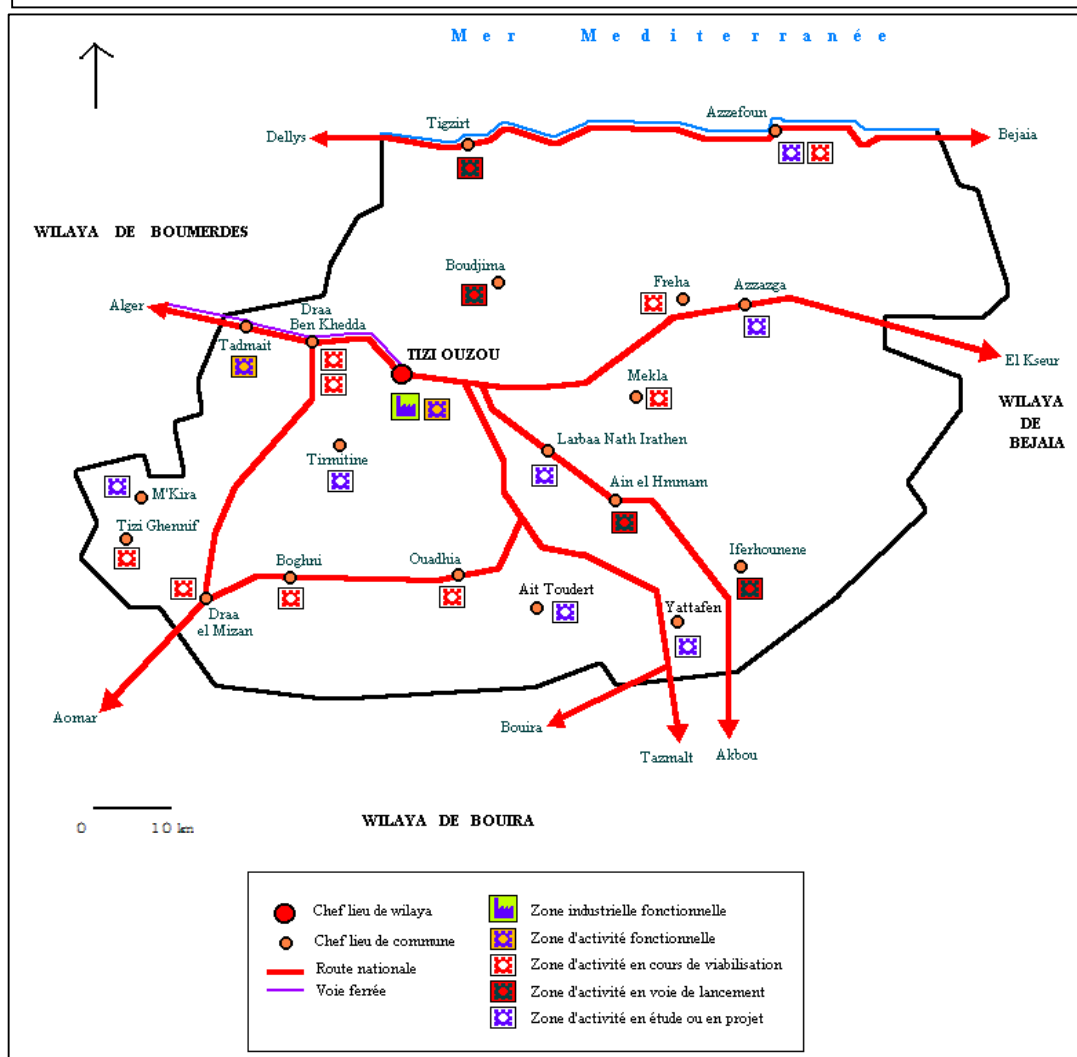 Mer Mediterranée
Tigzirt
Azzefoun
Dellys
Bejaia
WILAYA DE BOUMERDES
Boudjima
Freha
Azzazga
Alger
Draa
Ben Khedda
Tadmait
TIZI OUZOU
El Kseur
Mekla
WILAYA
DE
BEJAIA
Larbaa Nath Irathen
Tirmitine
Ain el Hmmam
M'Kira
Tizi Ghennif
Boghni
Ouadhia
Iferhounene
Ait Toudert
Yattafen
Draa
el Mizan
Aomar
Bouira
Tazmalt
Akbou
0 10 km
WILAYA DE BOUIRA
Chef lieu de wilaya
Chef lieu de commune
Route nationale
Voie ferrée
Zone industrielle fonctionnelle
Zone d'activité fonctionnelle
Zone d'activité en cours de viabilisation
Zone d'activité en voie de lancement
Zone d'activité en étude ou en projet